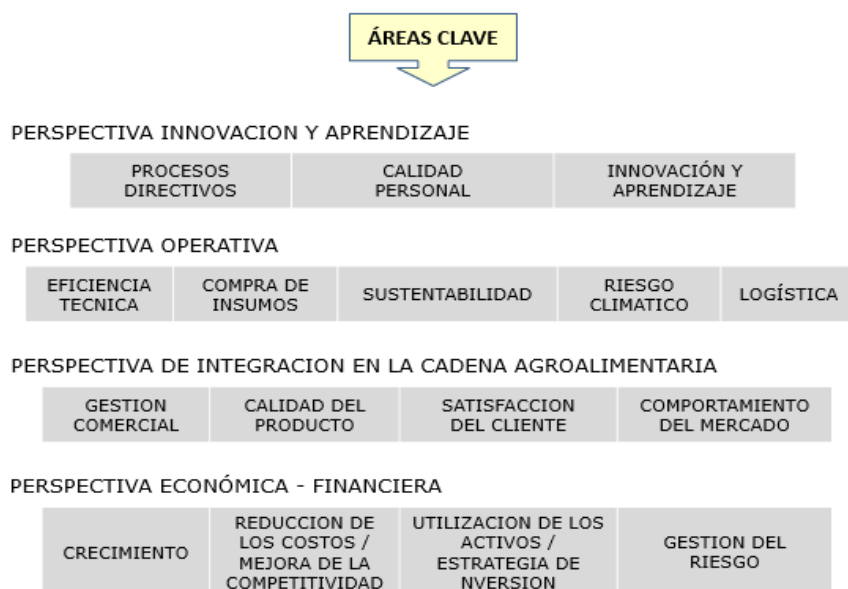 ÁREAS CLAVE
PERSPECTIVA INNOVACION Y APRENDIZAJE
PROCESOS
DIRECTIVOS
CALIDAD
PERSONAL
INNOVACIÓN Y
APRENDIZAJE
PERSPECTIVA OPERATIVA
EFICIENCIA
TECNICA
COMPRA DE
INSUMOS
SUSTENTABILIDAD
RIESGO
CLIMATICO
LOGÍSTICA
PERSPECTIVA DE INTEGRACION EN LA CADENA AGROALIMENTARIA
GESTION
COMERCIAL
CALIDAD DEL
PRODUCTO
SATISFACCION
DEL CLIENTE
COMPORTAMIENTO
DEL MERCADO
PERSPECTIVA ECONÓMICA - FINANCIERA
CRECIMIENTO
REDUCCION DE
LOS COSTOS /
MEJORA DE LA
COMPETITIVIDAD
UTILIZACION DE LOS
ACTIVOS /
ESTRATEGIA DE
NVERSION
GESTION DEL
RIESGO